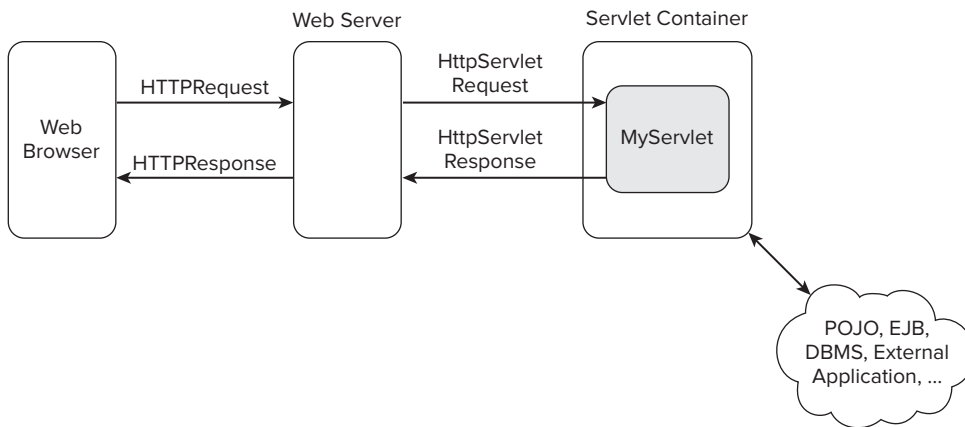 Web Server
Servlet Container
HTTPRequest
HttpServlet
Request
Web
Browser
MyServlet
HTTPResponse
HttpServlet
Response
POJO, EJB,
DBMS, External
Application, ...